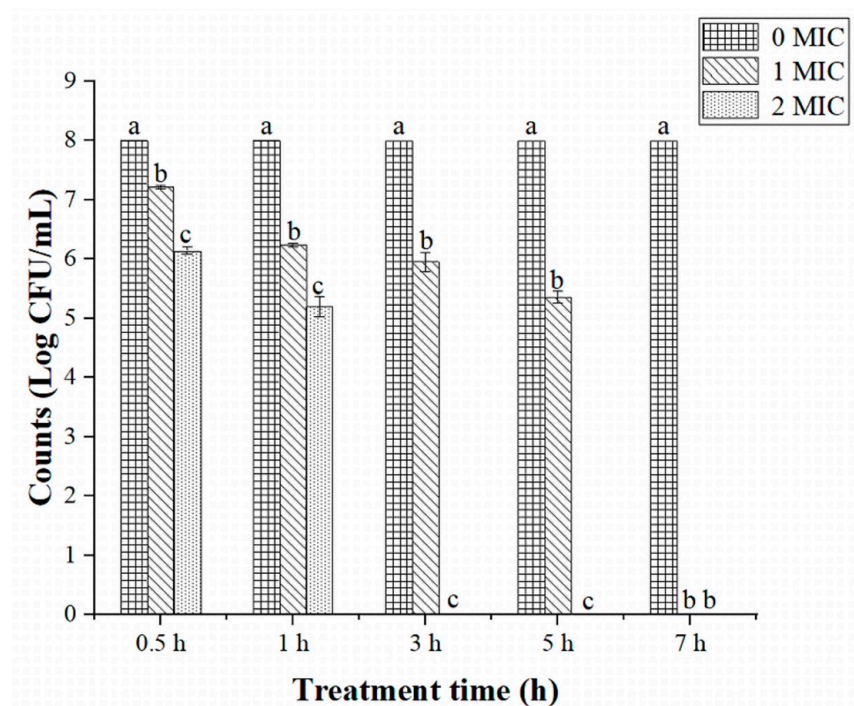 0 MIC
1 MIC
2 MIC
Counts (Log CFU/mL)
9
8
7
6
5
4
3
2
1
0
a
b
c
a
b
c
a
b
c
a
b
c
a
b b
0.5 h
1 h
3 h
5 h
7 h
Treatment time (h)